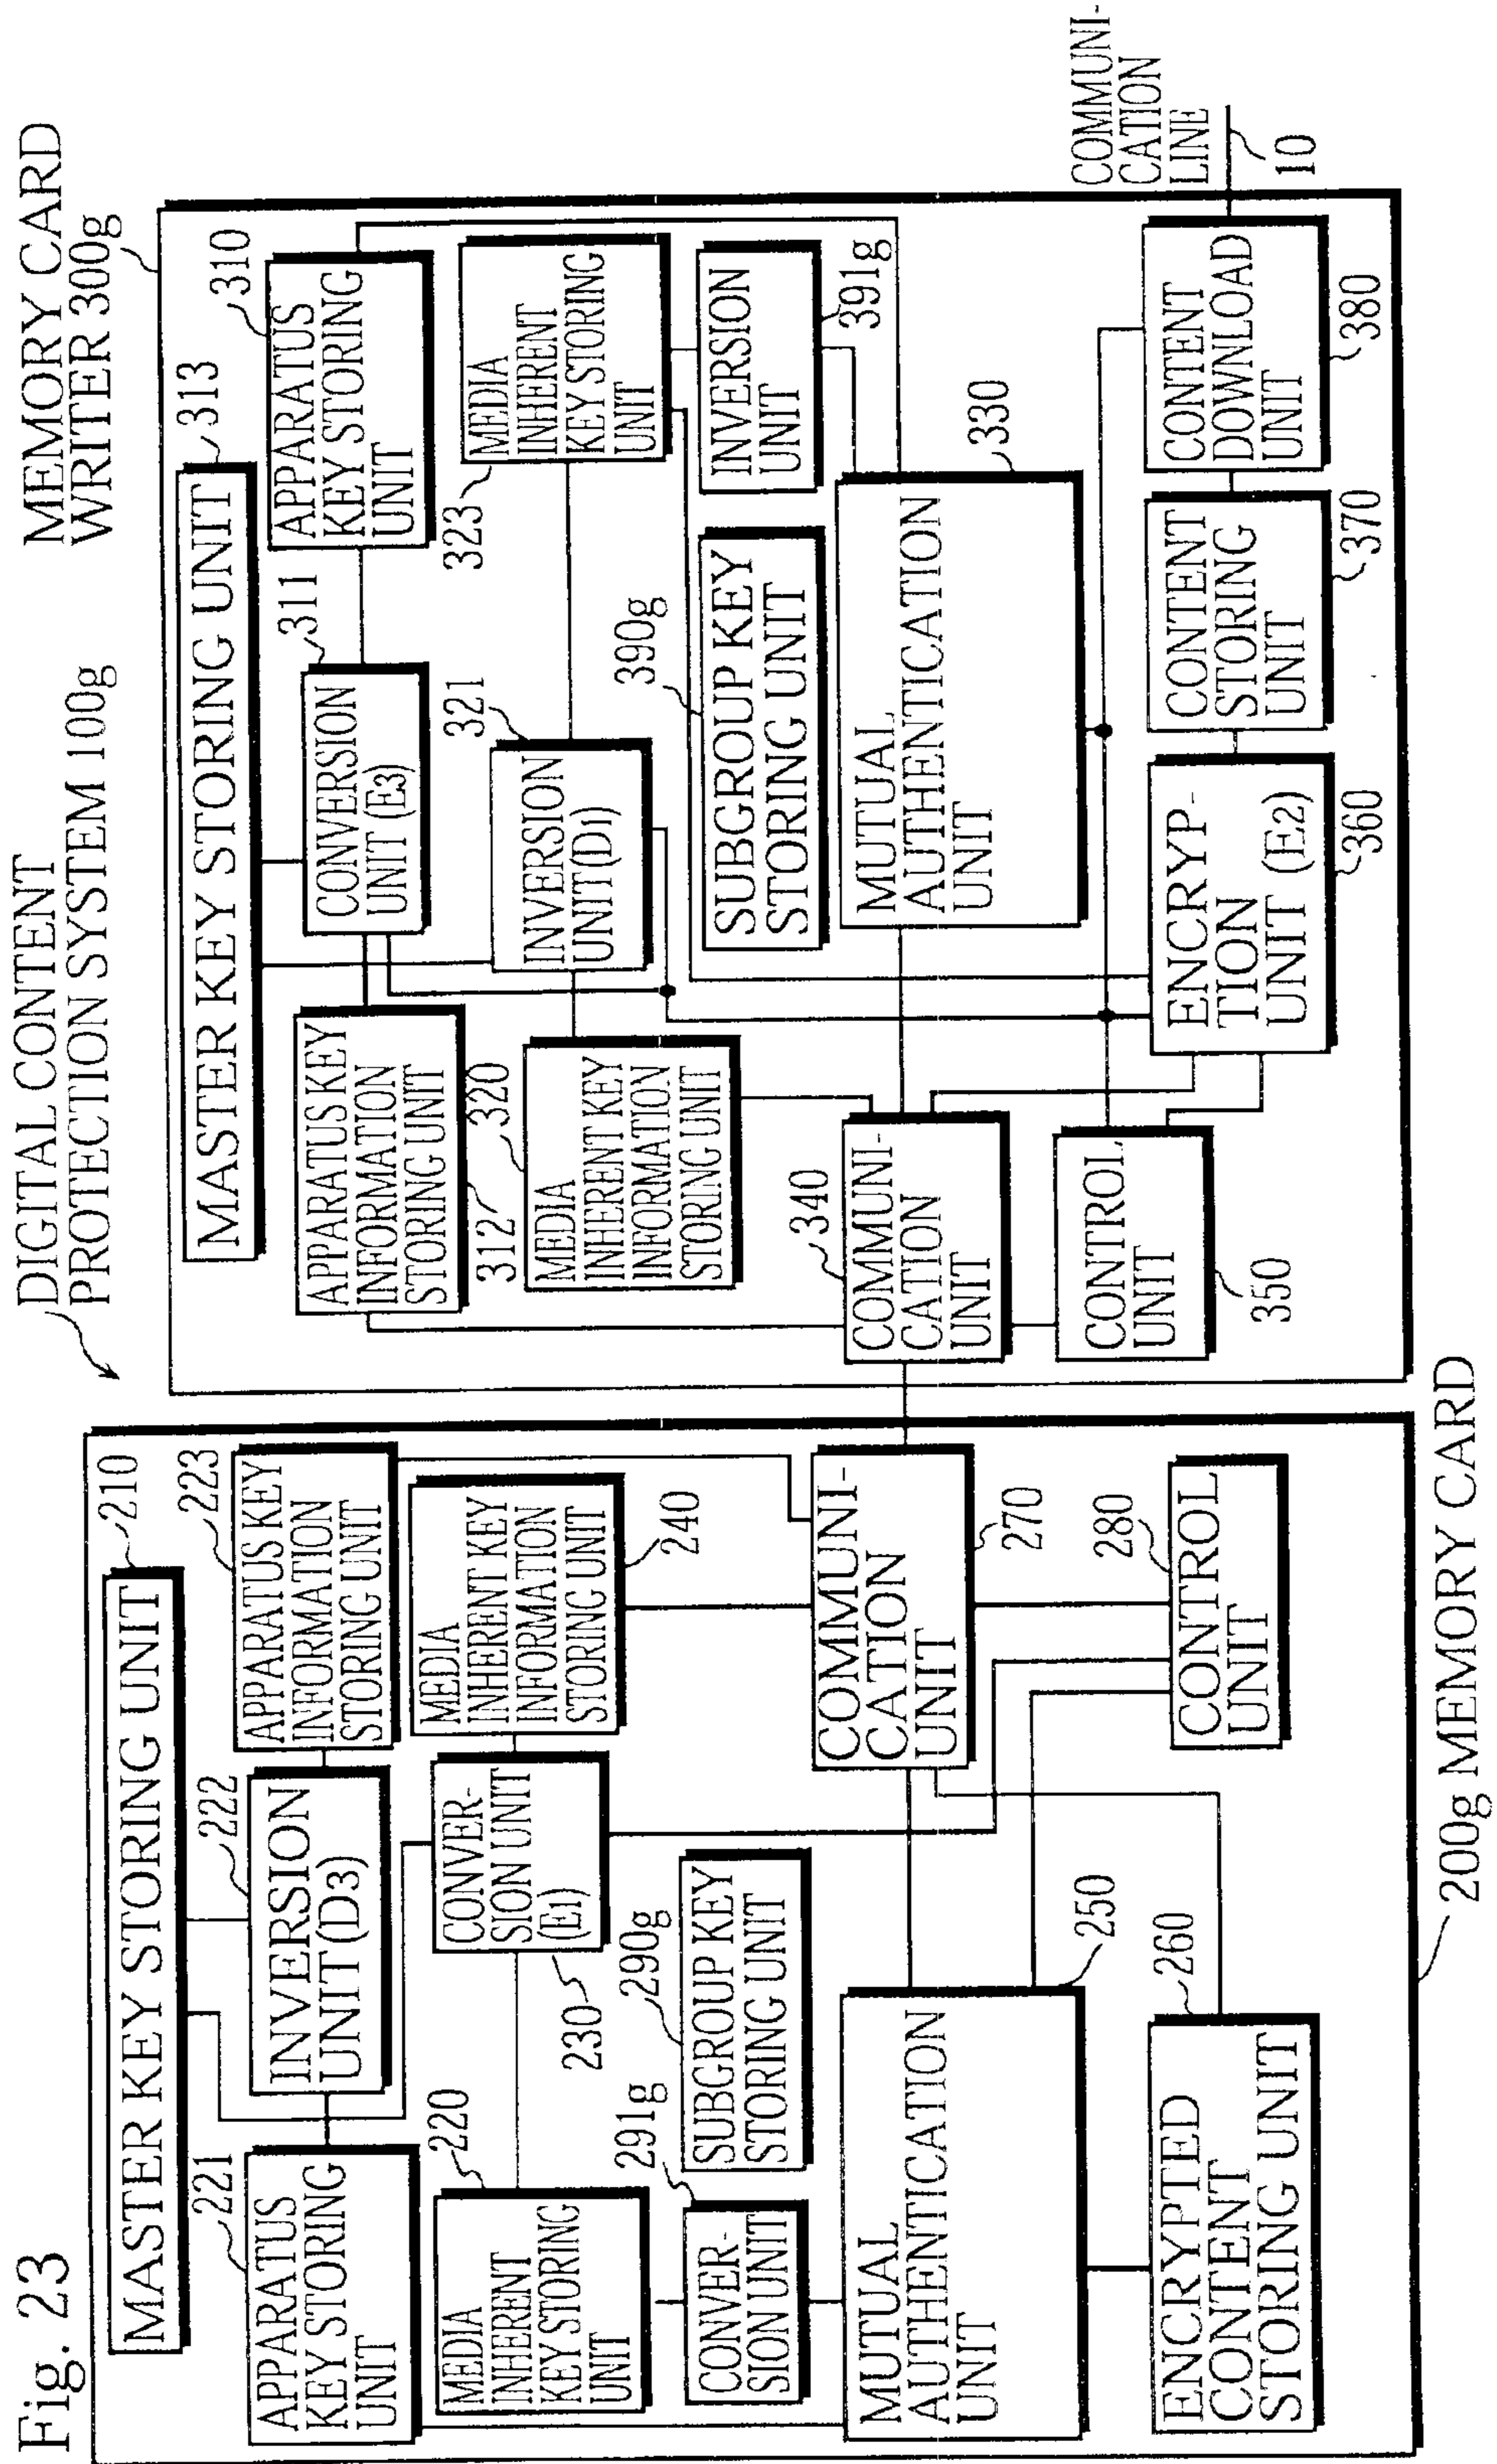 Fig. 23
DIGITAL CONTENT
PROTECTION SYSTEM 100g
MEMORY CARD
WRITER 300g
MASTER KEY STORING UNIT
210
APPARATUS
KEY STORING
UNIT
221
INVERSION
UNIT (D3)
222
APPARATUS KEY
INFORMATION
STORING UNIT
223
MEDIA
INHERENT
KEY STORING
UNIT
220
CONVER-
SION UNIT
(E1)
230
MEDIA
INHERENT KEY
INFORMATION
STORING UNIT
240
CONVER-
SION UNIT
291g
SUBGROUP KEY
STORING UNIT
290g
MUTUAL
AUTHENTICATION
UNIT
250
COMMUNI-
CATION
UNIT
270
ENCRYPTED
CONTENT
STORING UNIT
260
CONTROL
UNIT
280
200g MEMORY CARD
MASTER KEY STORING UNIT
313
APPARATUS KEY
INFORMATION
STORING UNIT
312
CONVERSION
UNIT (E3)
311
APPARATUS
KEY STORING
UNIT
310
MEDIA
INHERENT KEY
INFORMATION
STORING UNIT
320
INVERSION
UNIT (D1)
321
MEDIA
INHERENT
KEY STORING
UNIT
323
SUBGROUP KEY
STORING UNIT
390g
INVERSION
UNIT
391g
COMMUNI-
CATION
UNIT
340
MUTUAL
AUTHENTICATION
UNIT
330
CONTROL
UNIT
350
ENCRYP-
TION
UNIT (E2)
360
CONTENT
STORING
UNIT
370
CONTENT
DOWNLOAD
UNIT
380
COMMUNI-
CATION
LINE
10